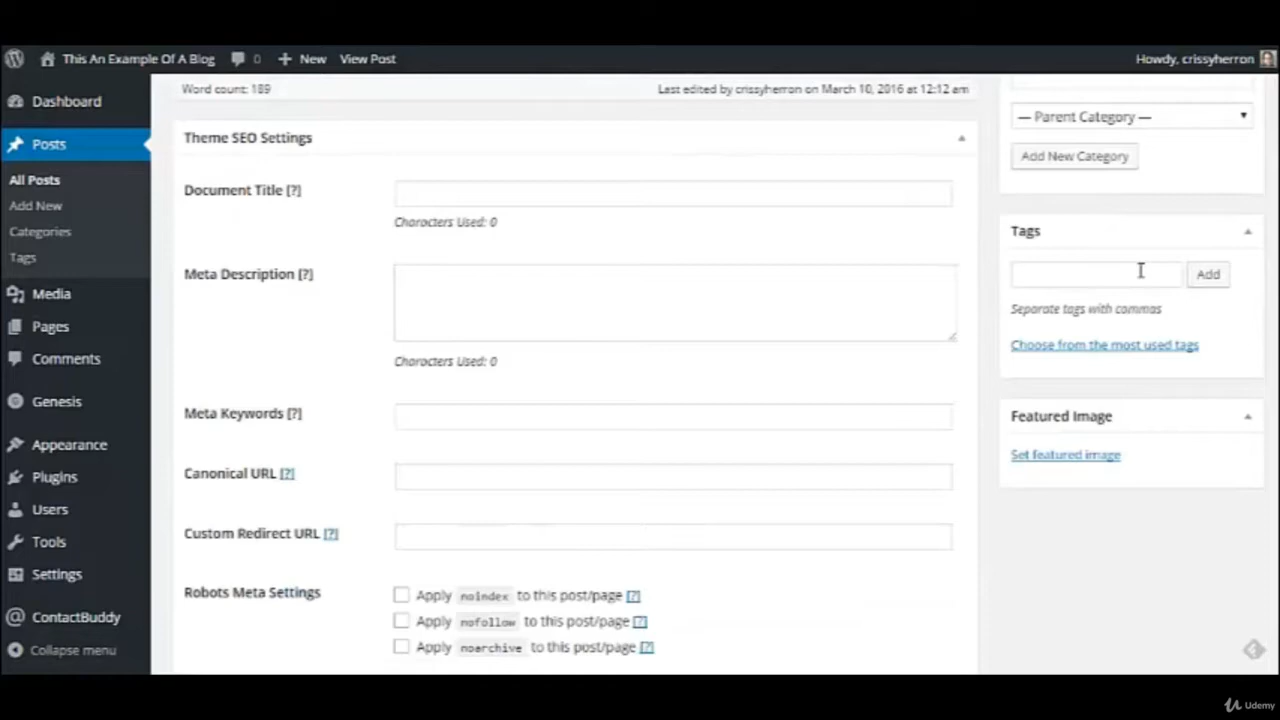 This An Example Of A Blog 0 New View Post Howdy, crissyherron
Dashboard
Posts
All Posts
Add New
Categories
Tags
Media
Pages
Comments
Genesis
Appearance
Plugins
Users
Tools
Settings
ContactBuddy
Collapse menu
Word count: 189 Last edited by crissyherron on March 10, 2016 at 12:12 am
Theme SEO Settings
Document Title [?]
Characters Used: 0
Meta Description [?]
Characters Used: 0
Meta Keywords [?]
Canonical URL [?]
Custom Redirect URL [?]
Robots Meta Settings
Apply noindex to this post/page [?]
Apply nofollow to this post/page [?]
Apply noarchive to this post/page [?]
— Parent Category —
Add New Category
Tags
Add
Separate tags with commas
Choose from the most used tags
Featured Image
Set featured image
Udemy